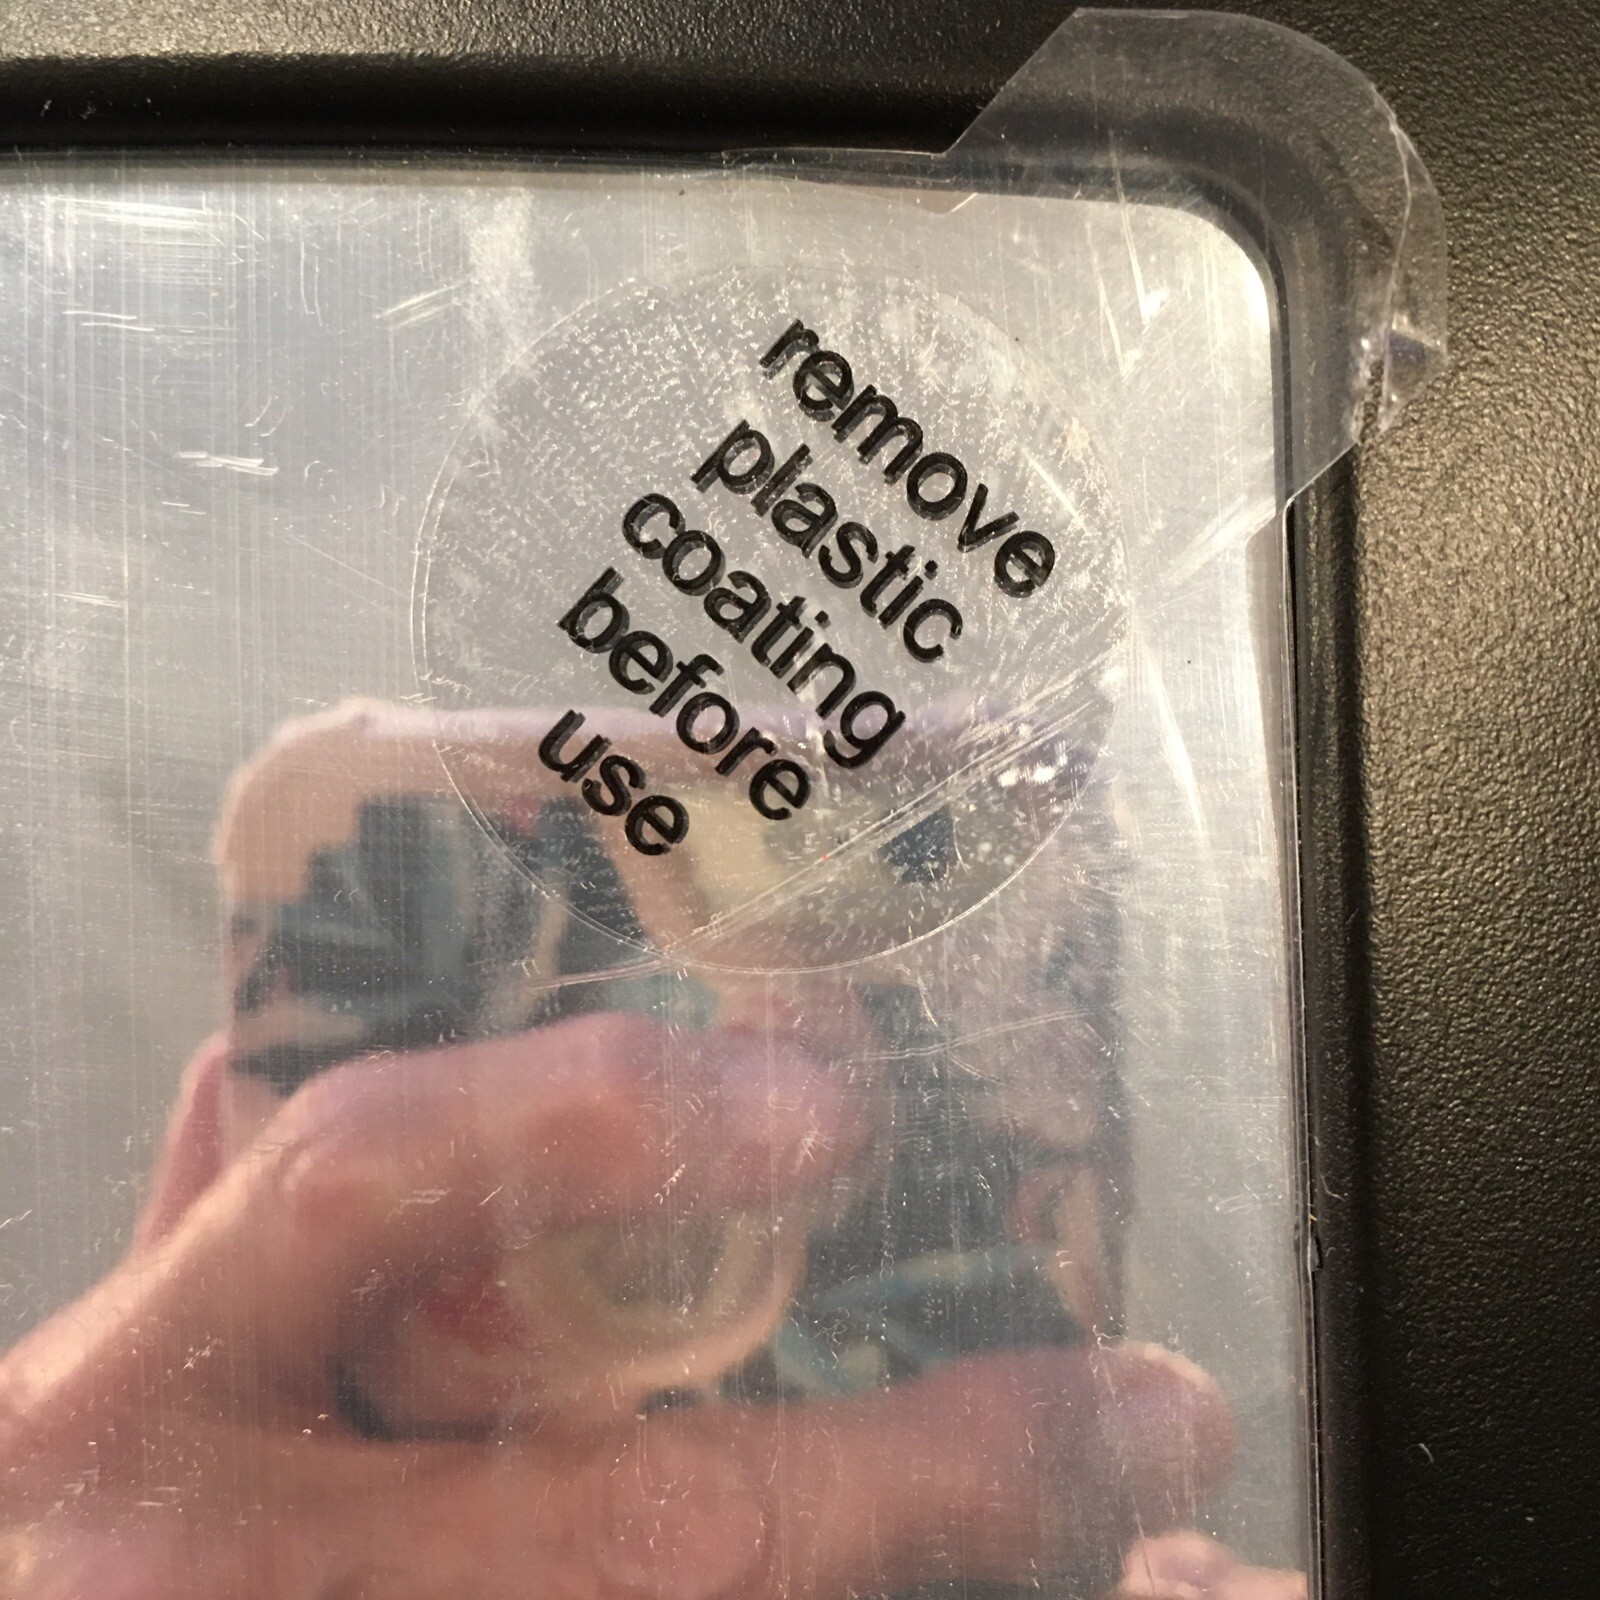 remove
plastic
coating
before
use